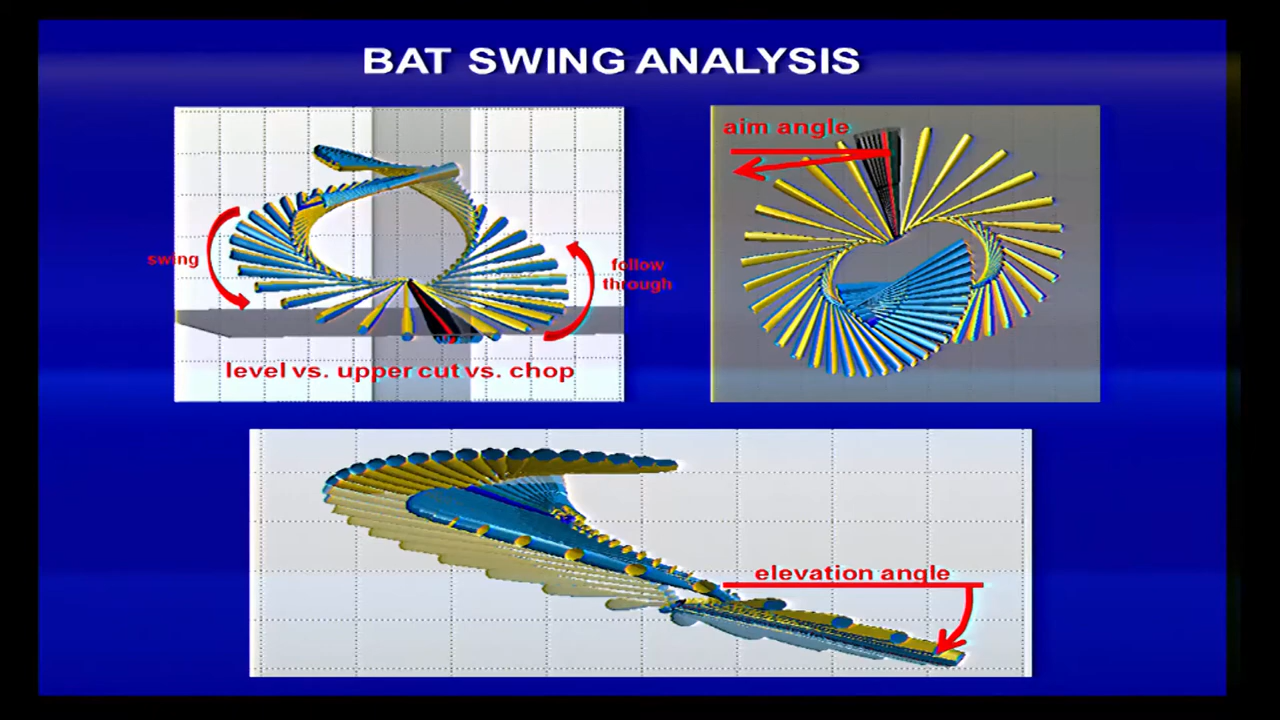 BAT SWING ANALYSIS
aim angle
swing
follow
through
level vs. upper cut vs. chop
elevation angle